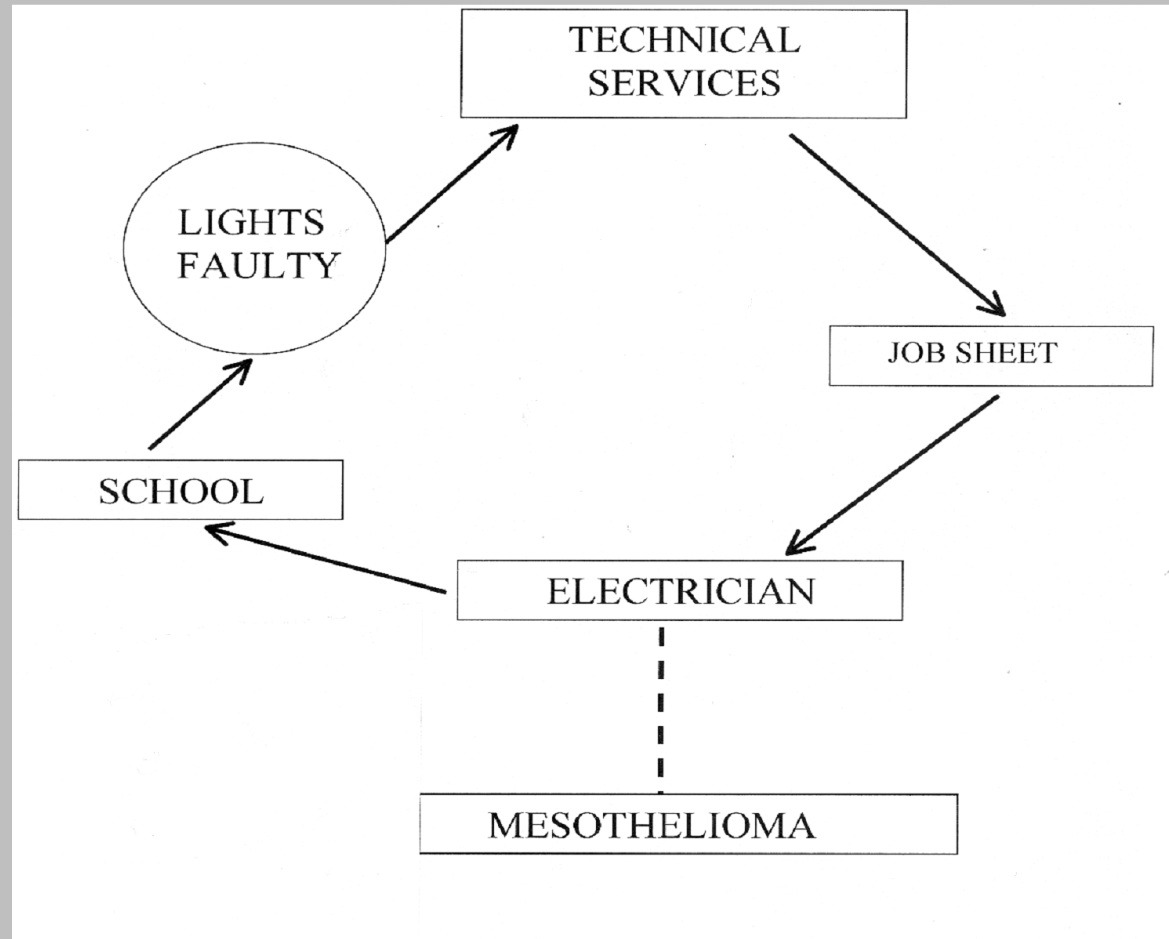 TECHNICAL
SERVICES
LIGHTS
FAULTY
JOB SHEET
SCHOOL
ELECTRICIAN
MESOTHELIOMA